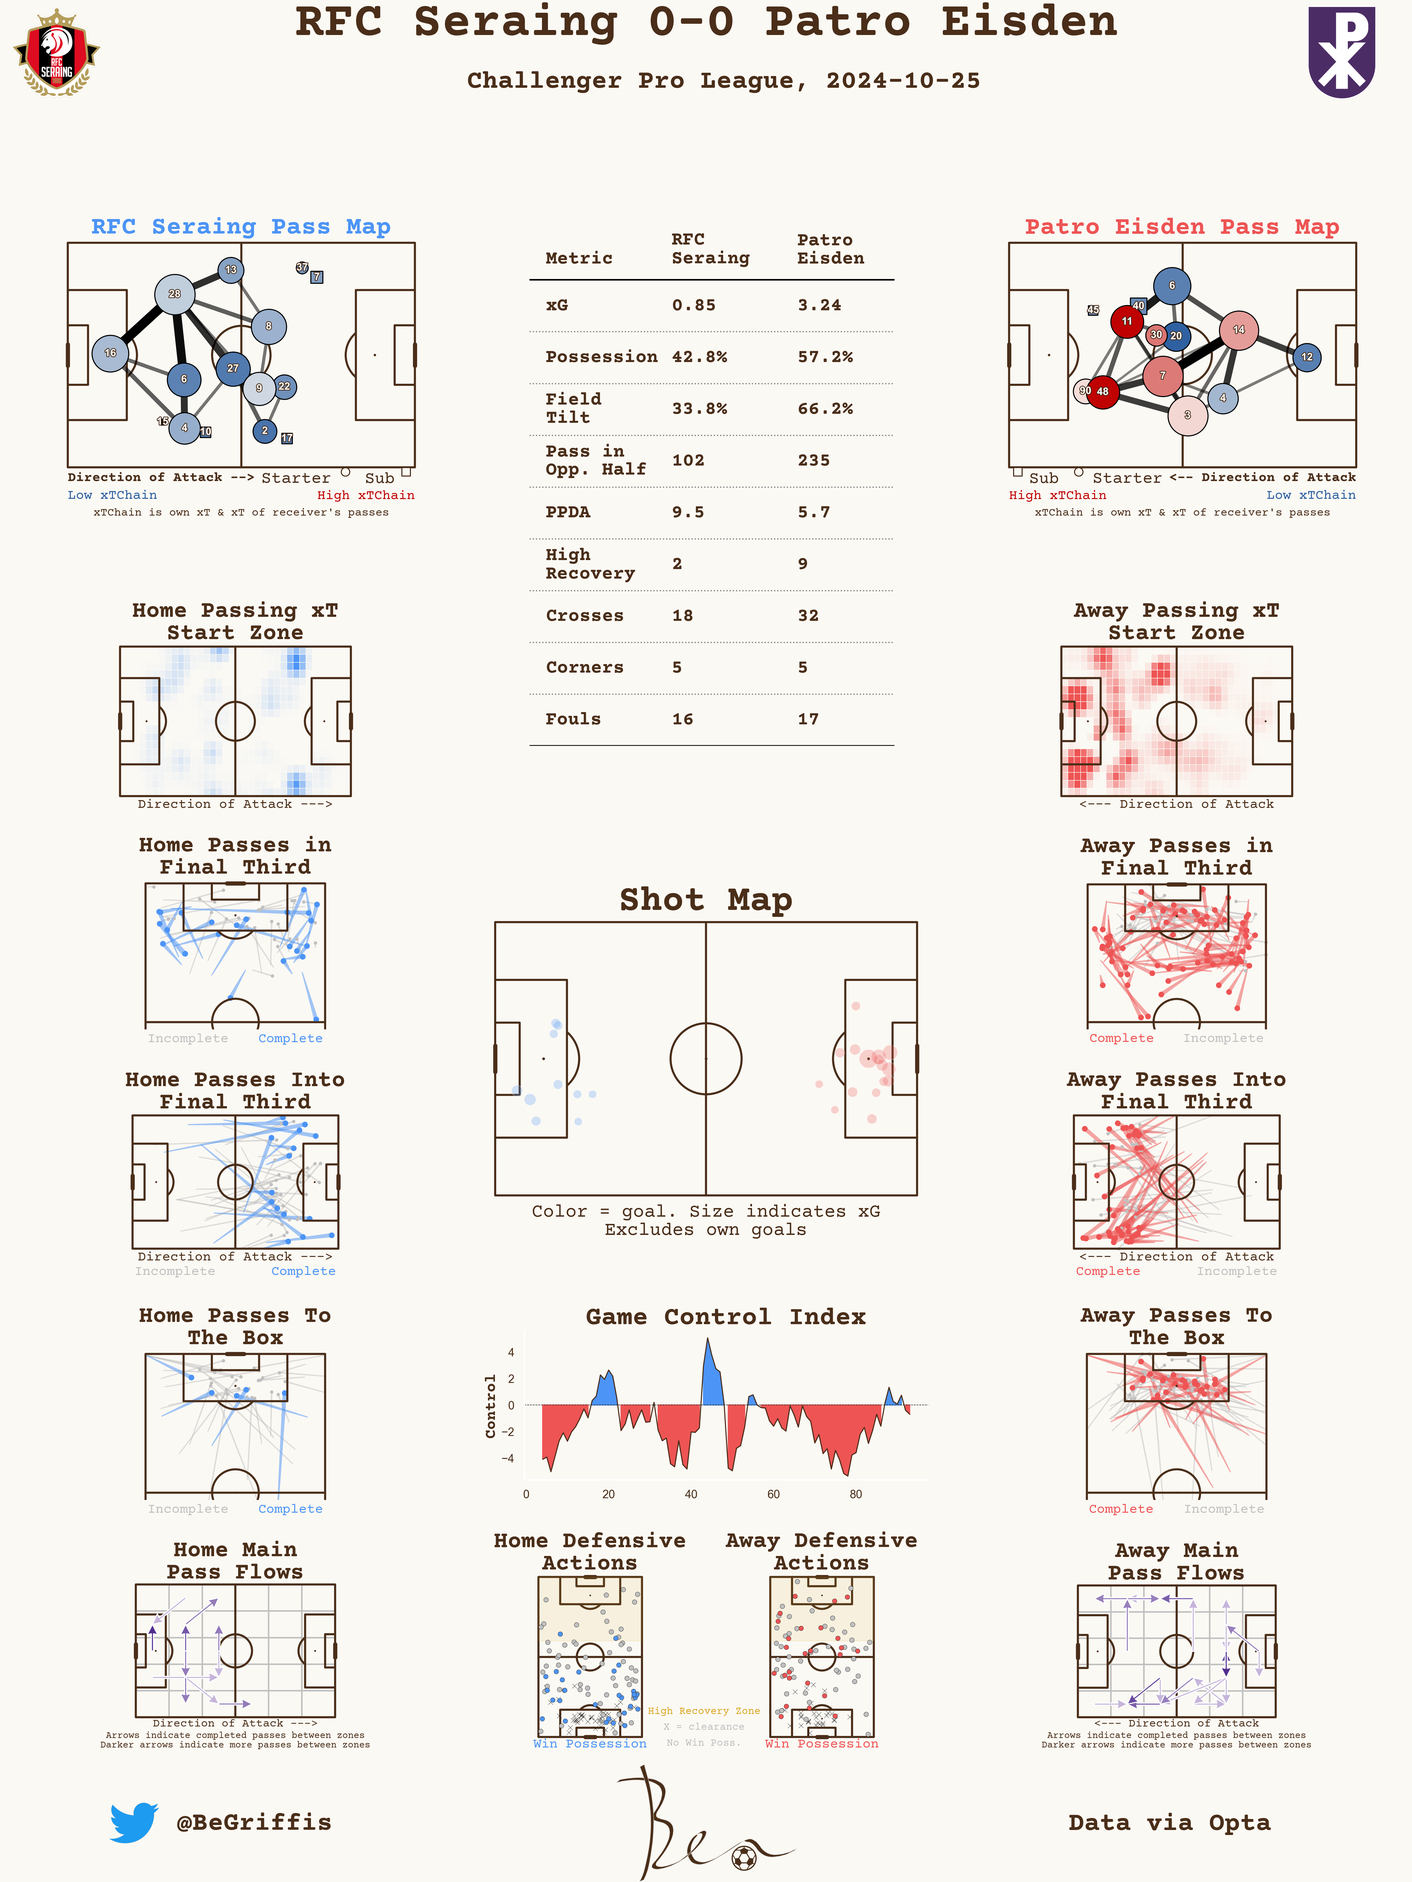 RFC Seraing 0-0 Patro Eisden
Challenger Pro League, 2024-10-25
RFC
SERAING
P
RFC Seraing Pass Map
13
37
7
28
8
16
27
6
9
22
15
4
10
2
17
Direction of Attack --> Starter Sub
Low xTChain High xTChain
xTChain is own xT & xT of receiver's passes
Metric RFC Seraing Patro Eisden
xG 0.85 3.24
Possession 42.8% 57.2%
Field Tilt 33.8% 66.2%
Pass in Opp. Half 102 235
PPDA 9.5 5.7
High Recovery 2 9
Crosses 18 32
Corners 5 5
Fouls 16 17
Patro Eisden Pass Map
6
45
40
11
30
20
14
12
7
90
48
4
3
Sub Starter <-- Direction of Attack
High xTChain Low xTChain
xTChain is own xT & xT of receiver's passes
Home Passing xT
Start Zone
Direction of Attack --->
Away Passing xT
Start Zone
<--- Direction of Attack
Home Passes in
Final Third
Incomplete Complete
Shot Map
Color = goal. Size indicates xG
Excludes own goals
Away Passes in
Final Third
Complete Incomplete
Home Passes Into
Final Third
Direction of Attack --->
Incomplete Complete
Away Passes Into
Final Third
<--- Direction of Attack
Complete Incomplete
Home Passes To
The Box
Incomplete Complete
Game Control Index
Control
4
2
0
−2
−4
0 20 40 60 80
Away Passes To
The Box
Complete Incomplete
Home Main
Pass Flows
Direction of Attack --->
Arrows indicate completed passes between zones
Darker arrows indicate more passes between zones
Home Defensive
Actions
Win Possession
High Recovery Zone
X = clearance
No Win Poss.
Away Defensive
Actions
Win Possession
Away Main
Pass Flows
<--- Direction of Attack
Arrows indicate completed passes between zones
Darker arrows indicate more passes between zones
@BeGriffis
Ben
Data via Opta